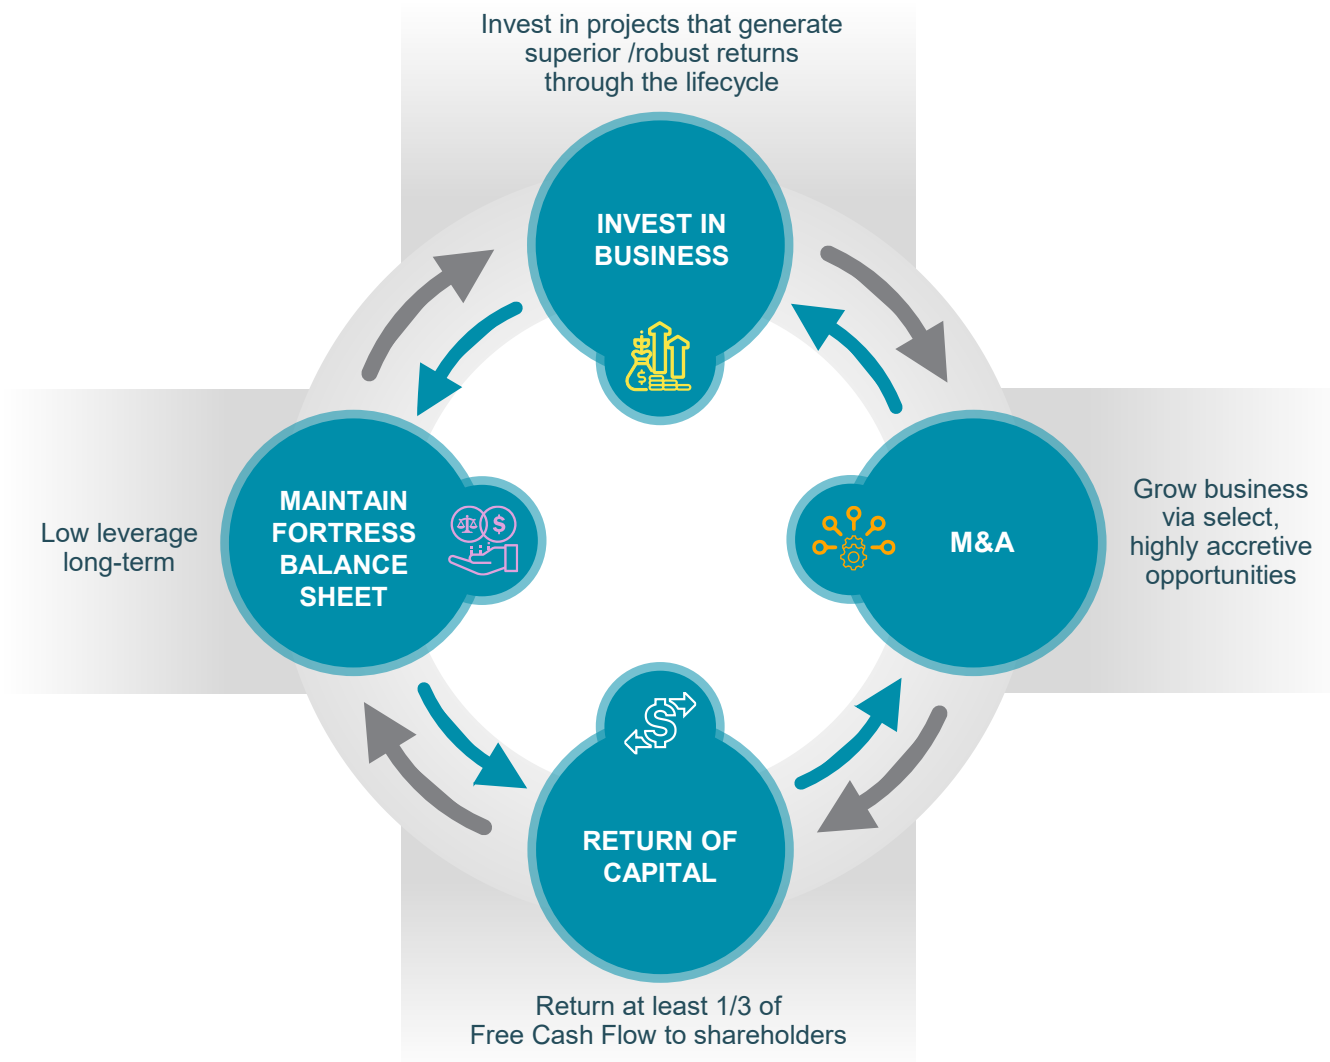 Invest in projects that generate
superior /robust returns
through the lifecycle
INVEST IN
BUSINESS
$
MAINTAIN
FORTRESS
BALANCE
SHEET
$
Low leverage
long-term
M&A
Grow business
via select,
highly accretive
opportunities
$
RETURN OF
CAPITAL
Return at least 1/3 of
Free Cash Flow to shareholders